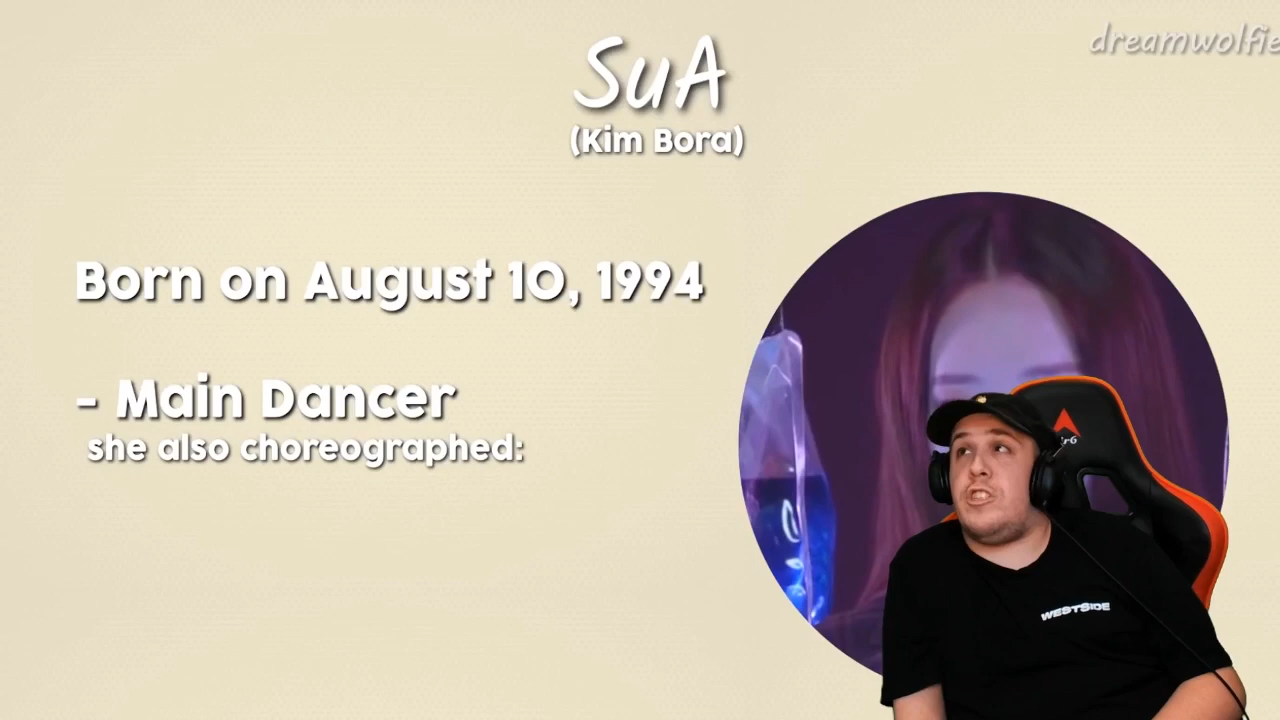 dreamwolfie
SuA
(Kim Bora)
Born on August 10, 1994
- Main Dancer
she also choreographed:
WESTSIDE